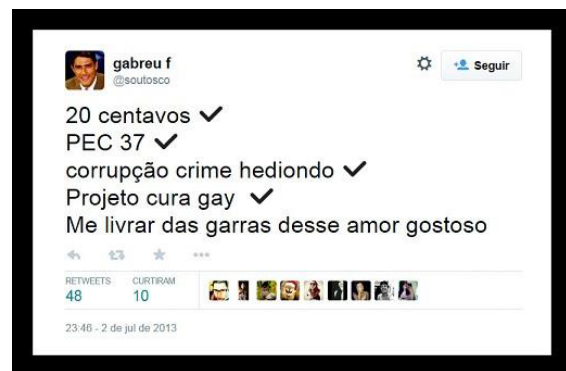 gabreu f
@soutosco
Seguir
20 centavos ✔
PEC 37 ✔
corrupção crime hediondo ✔
Projeto cura gay ✔
Me livrar das garras desse amor gostoso
RETWEETS CURTIRAM
48 10
23:46 - 2 de jul de 2013